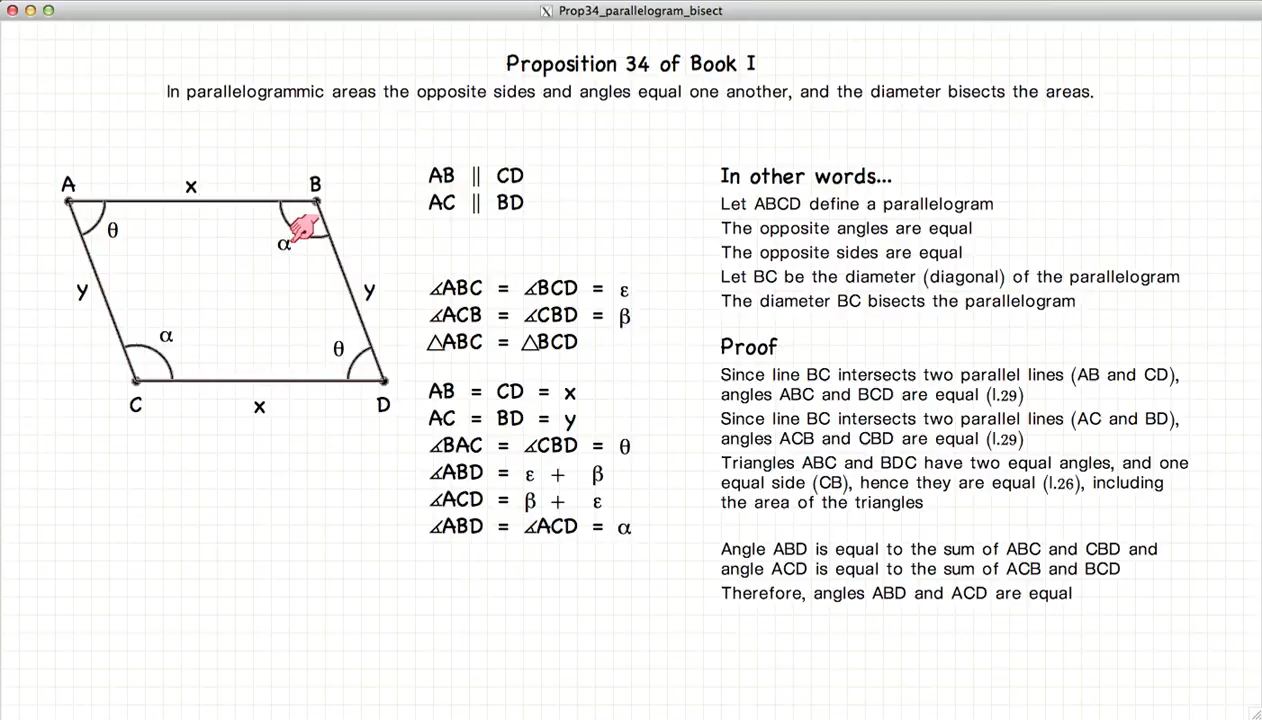 Prop34_parallelogram_bisect
Proposition 34 of Book I
In parallelogrammic areas the opposite sides and angles equal one another, and the diameter bisects the areas.
A
x
B
θ
α
y
y
α
θ
C
x
D
AB || CD
AC || BD
∡ABC = ∡BCD = ε
∡ACB = ∡CBD = β
△ABC = △BCD
AB = CD = x
AC = BD = y
∡BAC = ∡CBD = θ
∡ABD = ε + β
∡ACD = β + ε
∡ABD = ∡ACD = α
In other words...
Let ABCD define a parallelogram
The opposite angles are equal
The opposite sides are equal
Let BC be the diameter (diagonal) of the parallelogram
The diameter BC bisects the parallelogram
Proof
Since line BC intersects two parallel lines (AB and CD),
angles ABC and BCD are equal (I.29)
Since line BC intersects two parallel lines (AC and BD),
angles ACB and CBD are equal (I.29)
Triangles ABC and BDC have two equal angles, and one
equal side (CB), hence they are equal (I.26), including
the area of the triangles
Angle ABD is equal to the sum of ABC and CBD and
angle ACD is equal to the sum of ACB and BCD
Therefore, angles ABD and ACD are equal